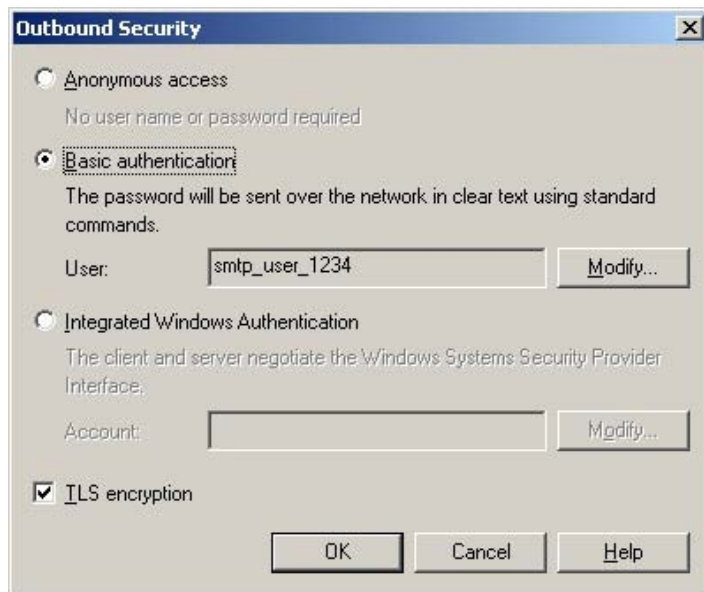 Outbound Security
Anonymous access
No user name or password required
Basic authentication
The password will be sent over the network in clear text using standard
commands.
User:
smtp_user_1234
Modify...
Integrated Windows Authentication
The client and server negotiate the Windows Systems Security Provider
Interface.
Account:
Modify...
TLS encryption
OK
Cancel
Help